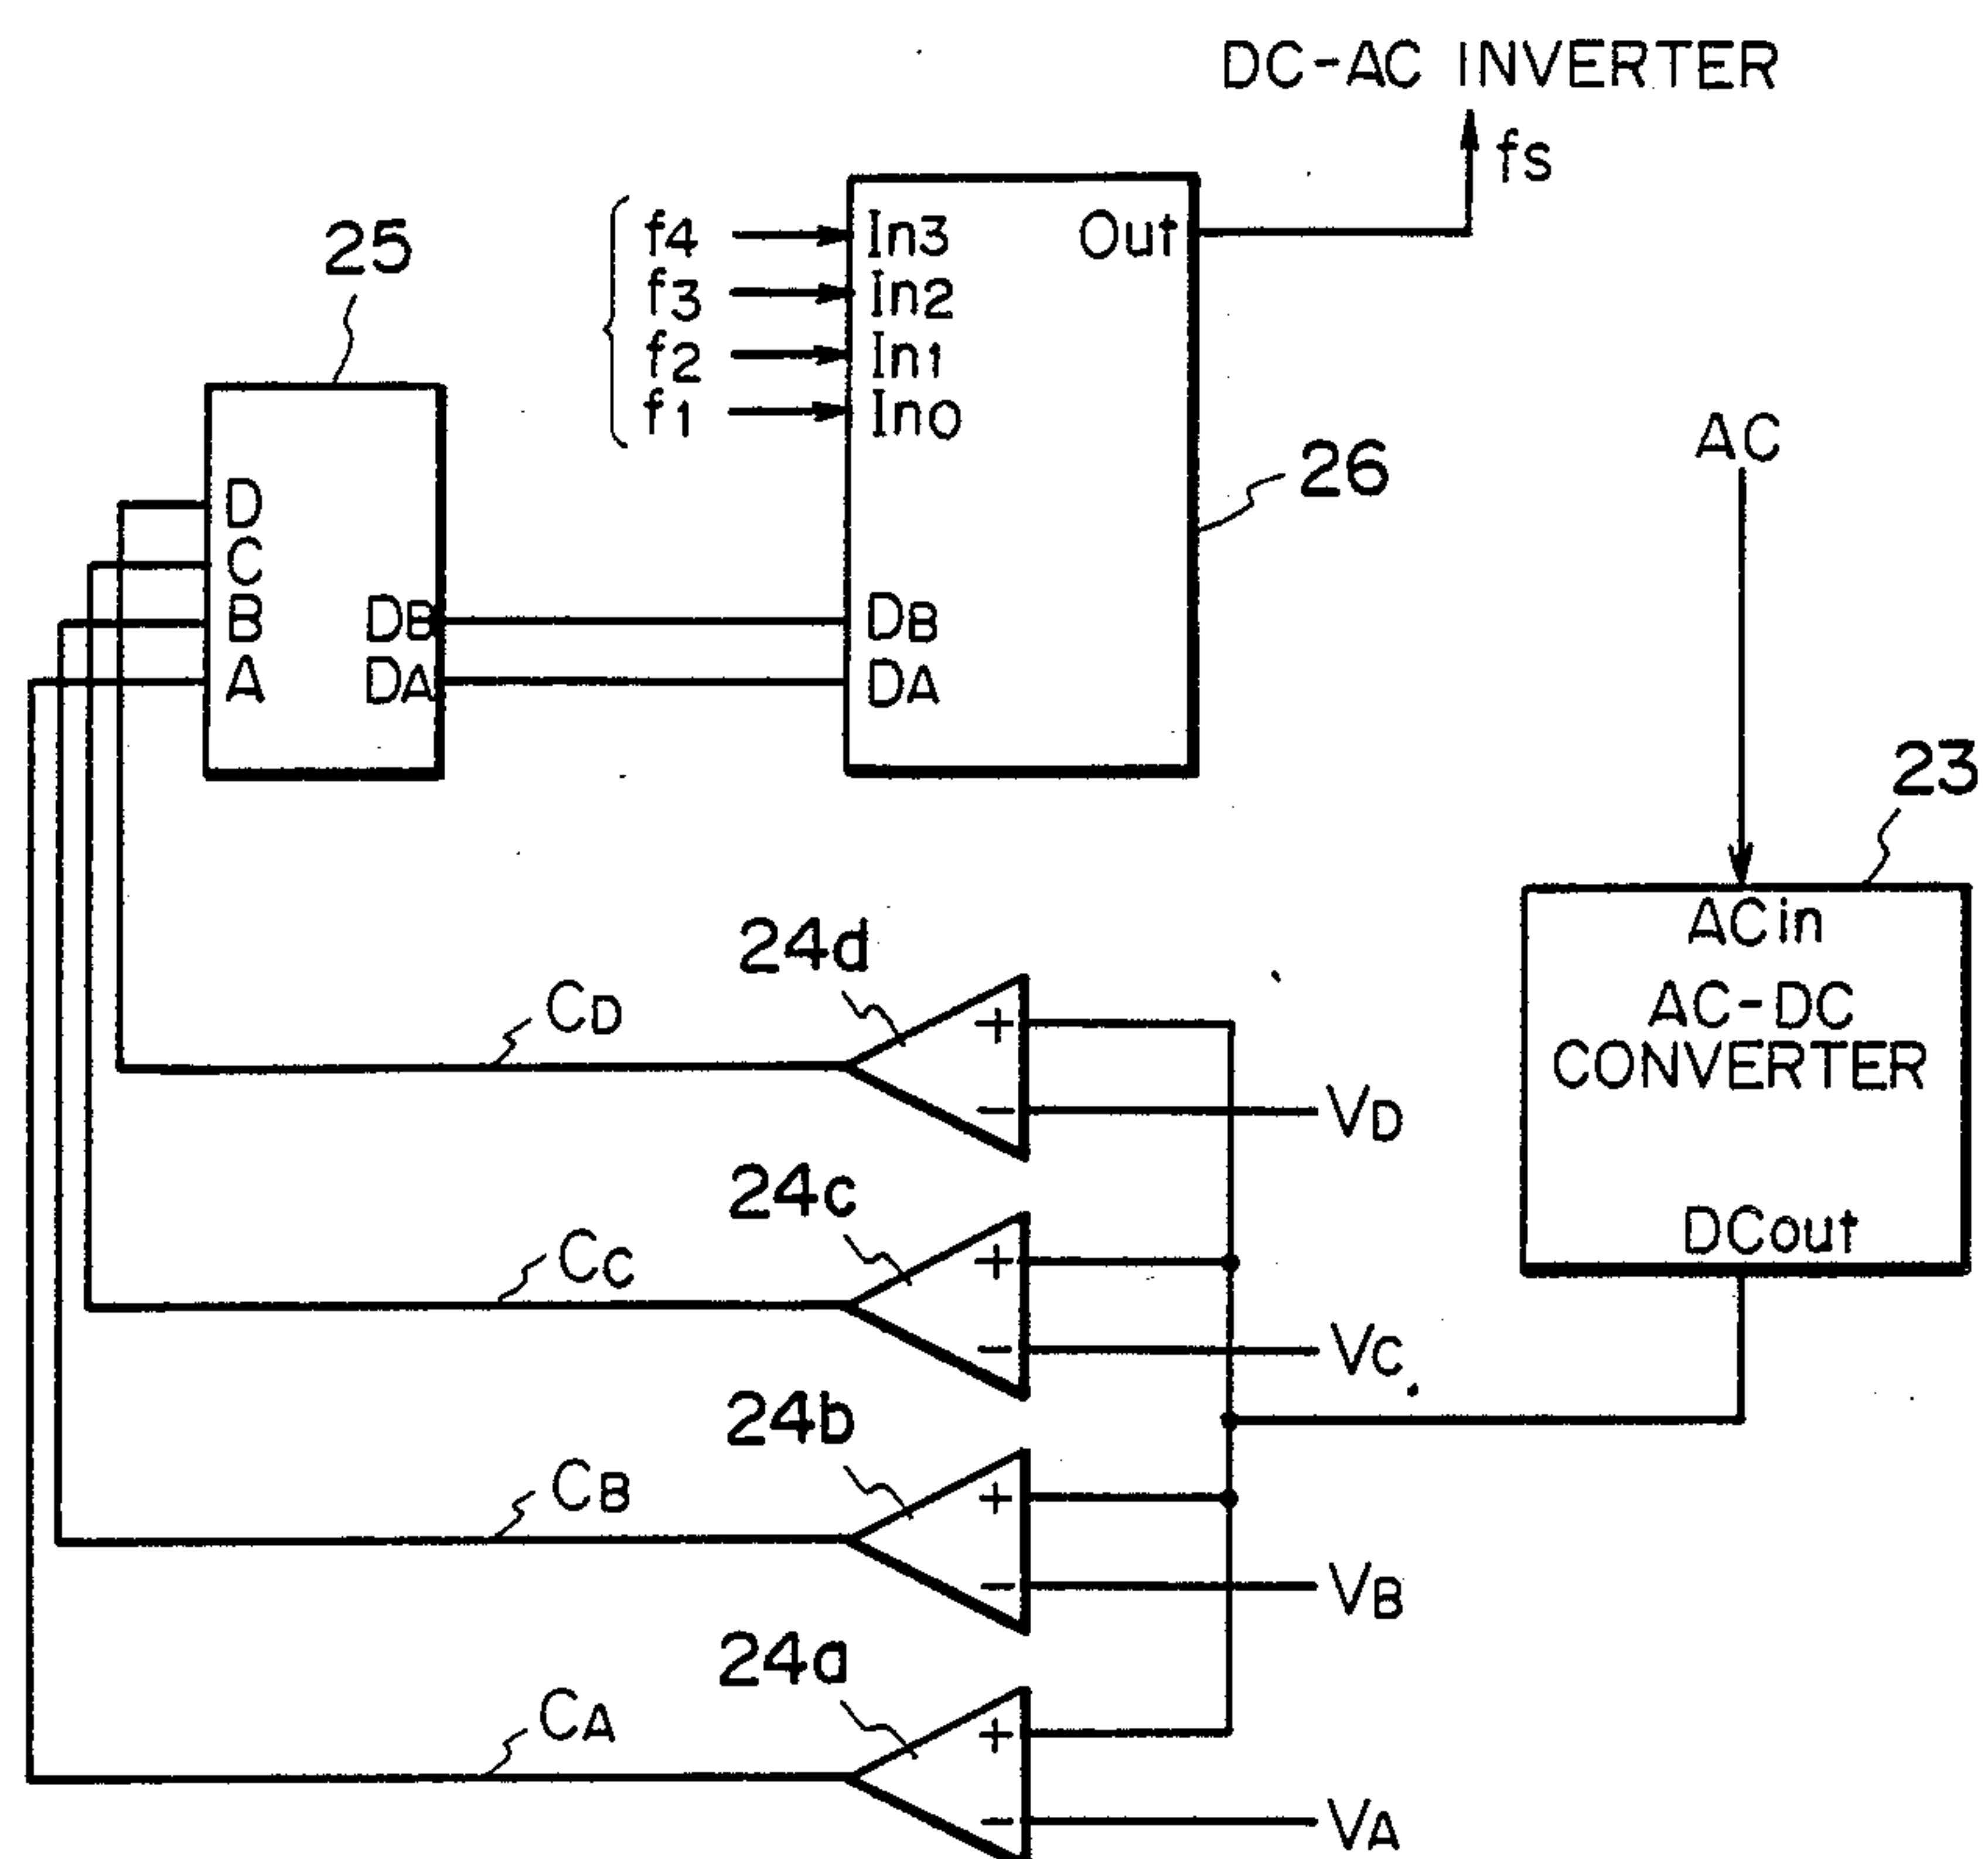 DC-AC INVERTER
fs
25
f4
In3
Out
f3
In2
f2
In1
f1
In0
26
AC
D
C
B
DB
DB
A
DA
DA
23
ACin
AC-DC
CONVERTER
DCout
24d
CD
+
−
VD
24c
CC
+
−
VC
24b
CB
+
−
VB
24a
CA
+
−
VA